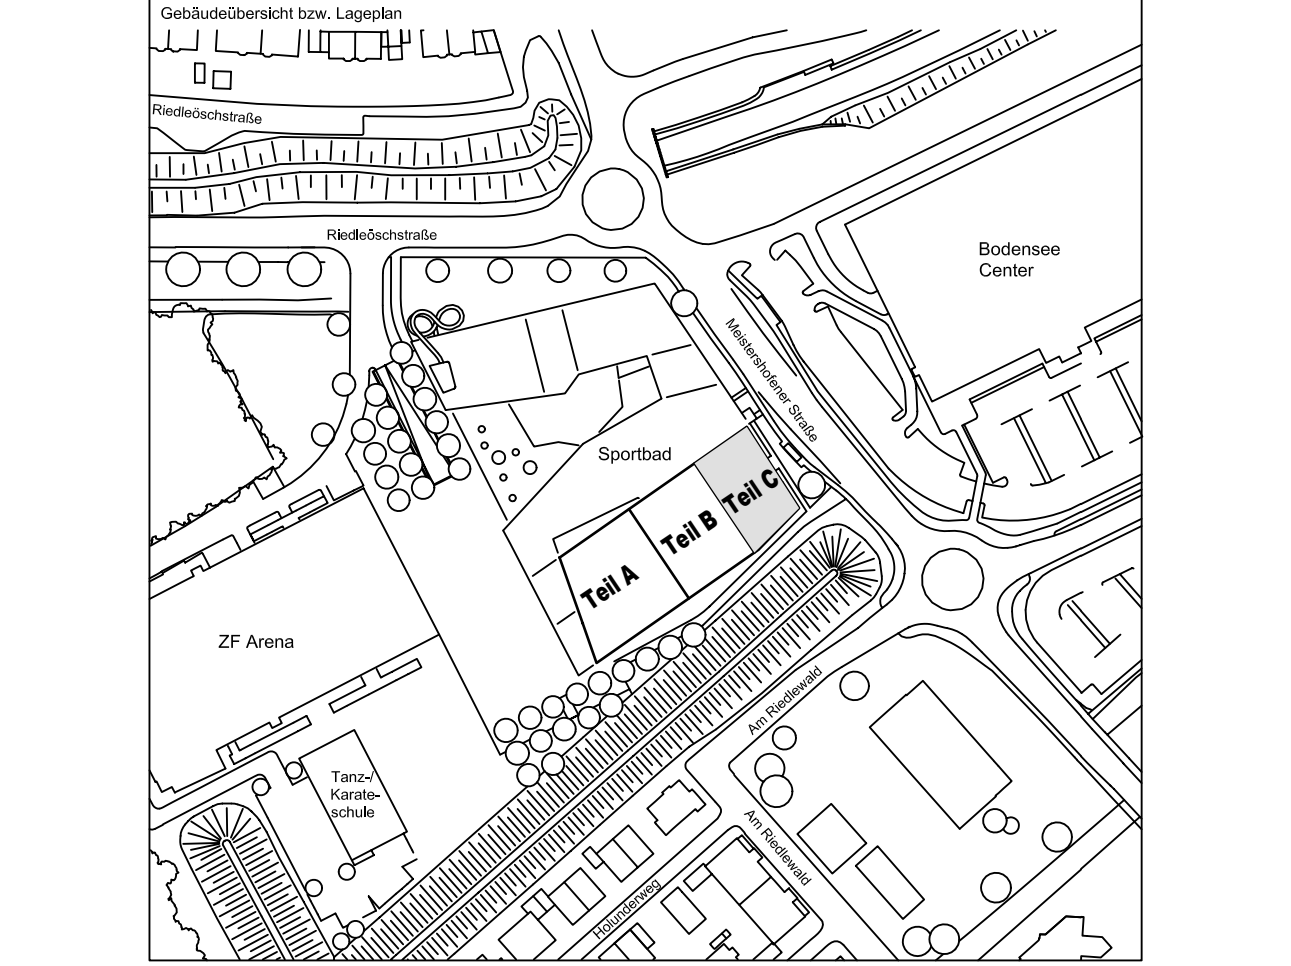 Gebäudeübersicht bzw. Lageplan
Riedleöschstraße
Riedleöschstraße
Bodensee
Center
Meistershofener Straße
Sportbad
Teil C
Teil B
Teil A
ZF Arena
Am Riedlewald
Tanz-/
Karate-
schule
Am Riedlewald
Holunderweg